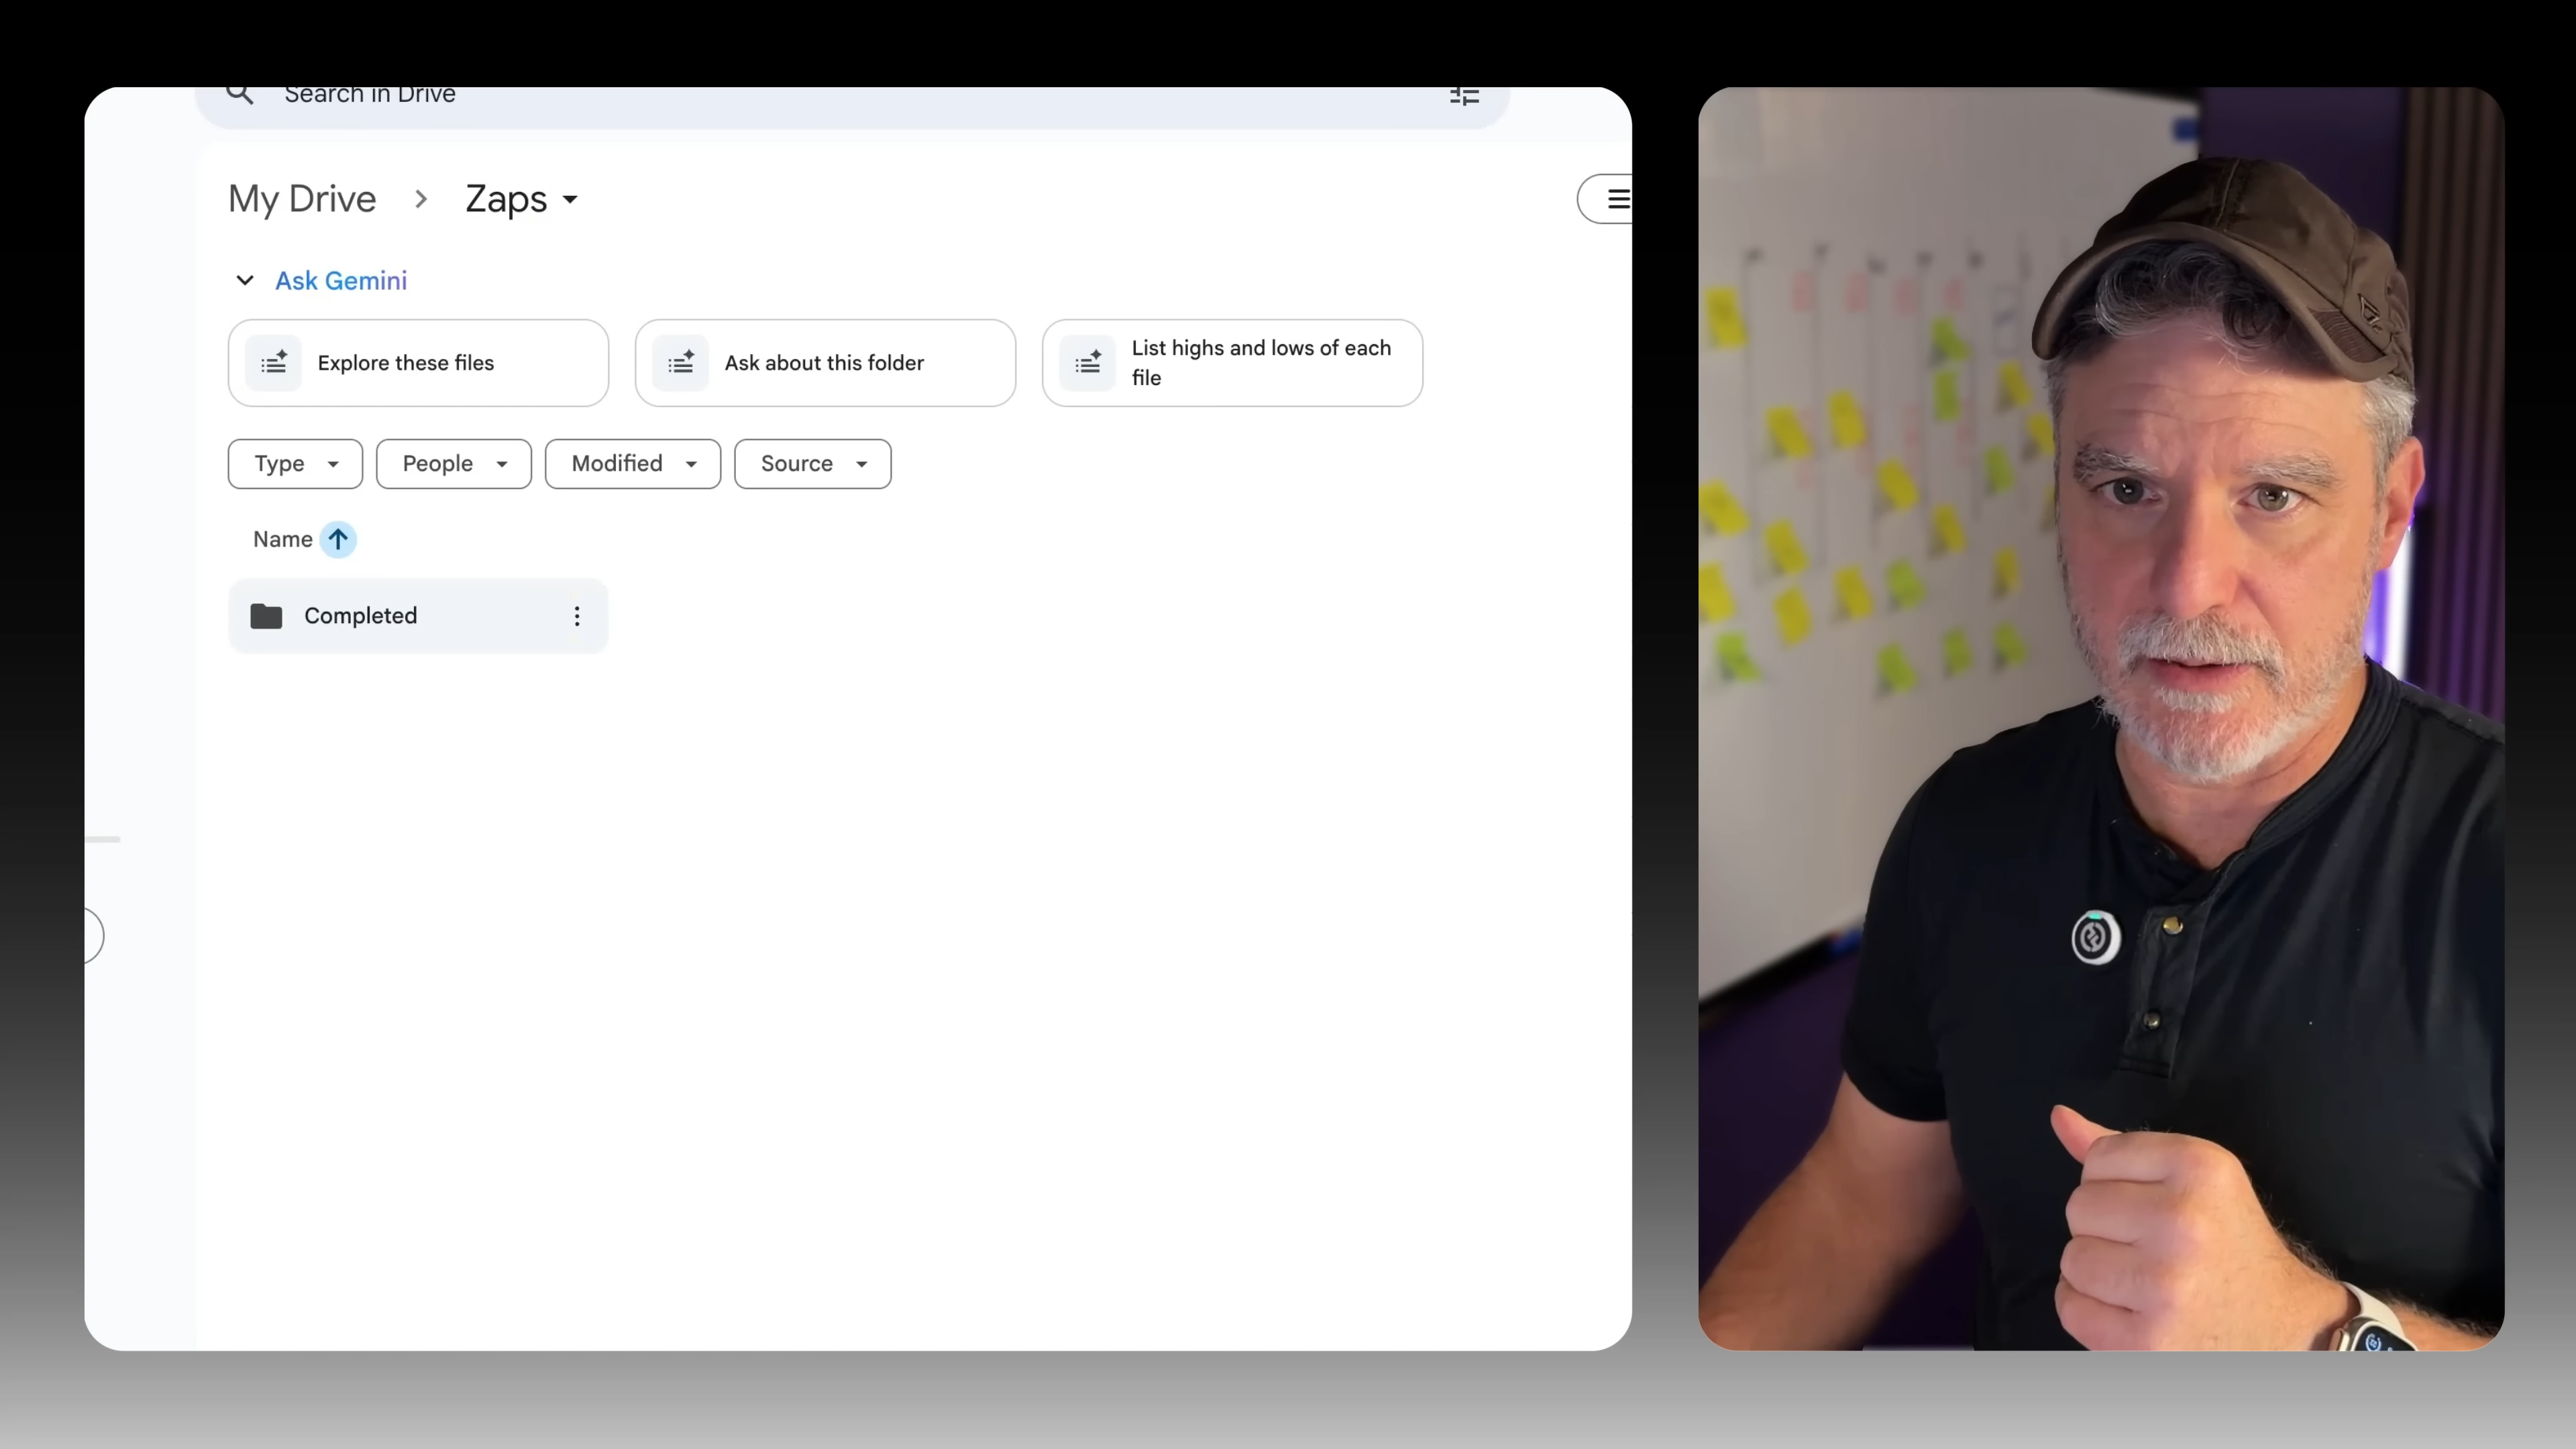 Search in Drive
My Drive > Zaps
Ask Gemini
Explore these files
Ask about this folder
List highs and lows of each
file
Type
People
Modified
Source
Name
Completed